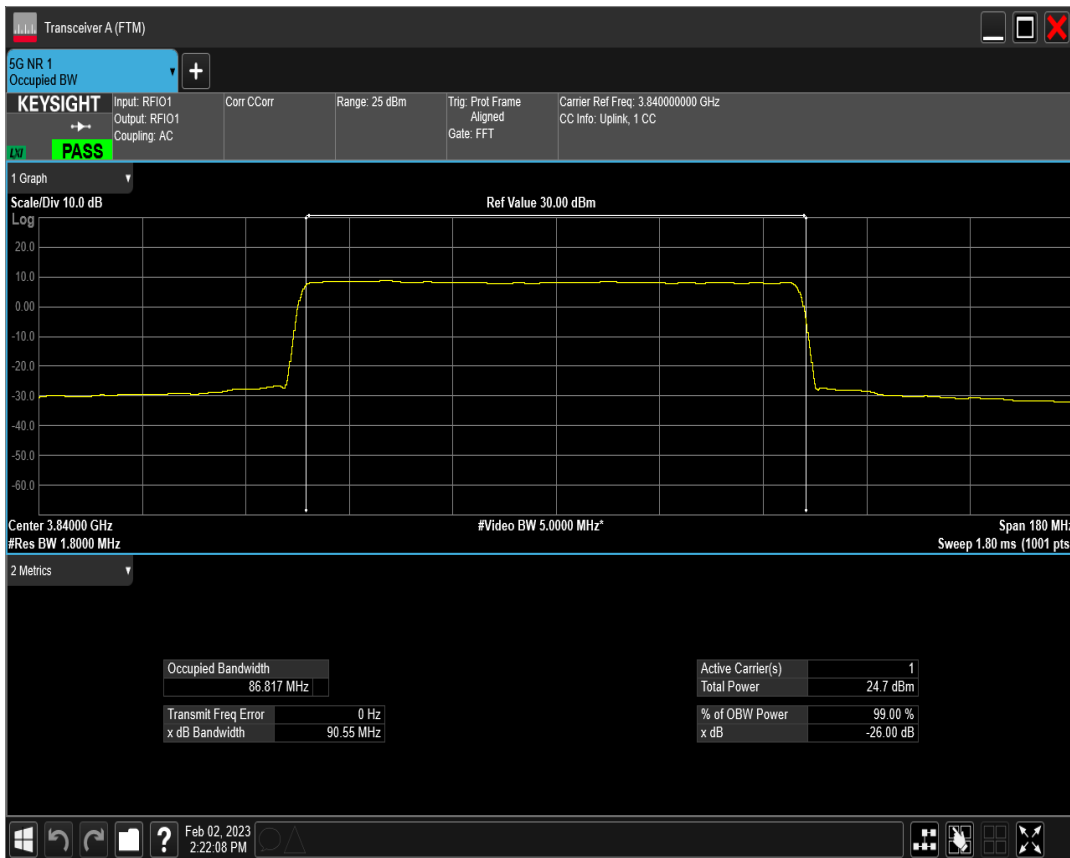 Transceiver A (FTM)
5G NR 1
Occupied BW
+
KEYSIGHT
LXI
PASS
Input: RFIO1
Output: RFIO1
Coupling: AC
Corr CCorr
Range: 25 dBm
Trig: Prot Frame
Aligned
Gate: FFT
Carrier Ref Freq: 3.840000000 GHz
CC Info: Uplink, 1 CC
1 Graph
Scale/Div 10.0 dB
Ref Value 30.00 dBm
Log
20.0
10.0
0.00
-10.0
-20.0
-30.0
-40.0
-50.0
-60.0
Center 3.84000 GHz
#Video BW 5.0000 MHz*
Span 180 MHz
#Res BW 1.8000 MHz
Sweep 1.80 ms (1001 pts
2 Metrics
Occupied Bandwidth
86.817 MHz
Transmit Freq Error 0 Hz
x dB Bandwidth 90.55 MHz
Active Carrier(s) 1
Total Power 24.7 dBm
% of OBW Power 99.00 %
x dB -26.00 dB
?
Feb 02, 2023
2:22:08 PM